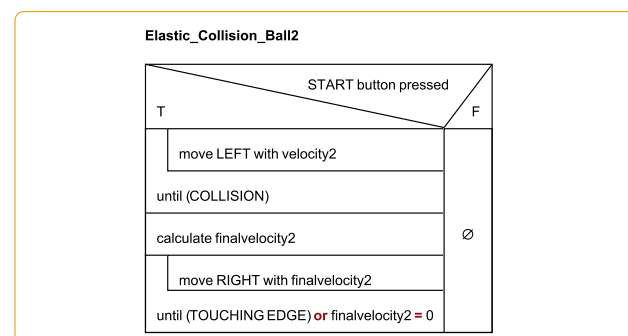 Elastic_Collision_Ball2
START button pressed
T
F
move LEFT with velocity2
until (COLLISION)
calculate finalvelocity2
∅
move RIGHT with finalvelocity2
until (TOUCHING EDGE) or finalvelocity2 = 0